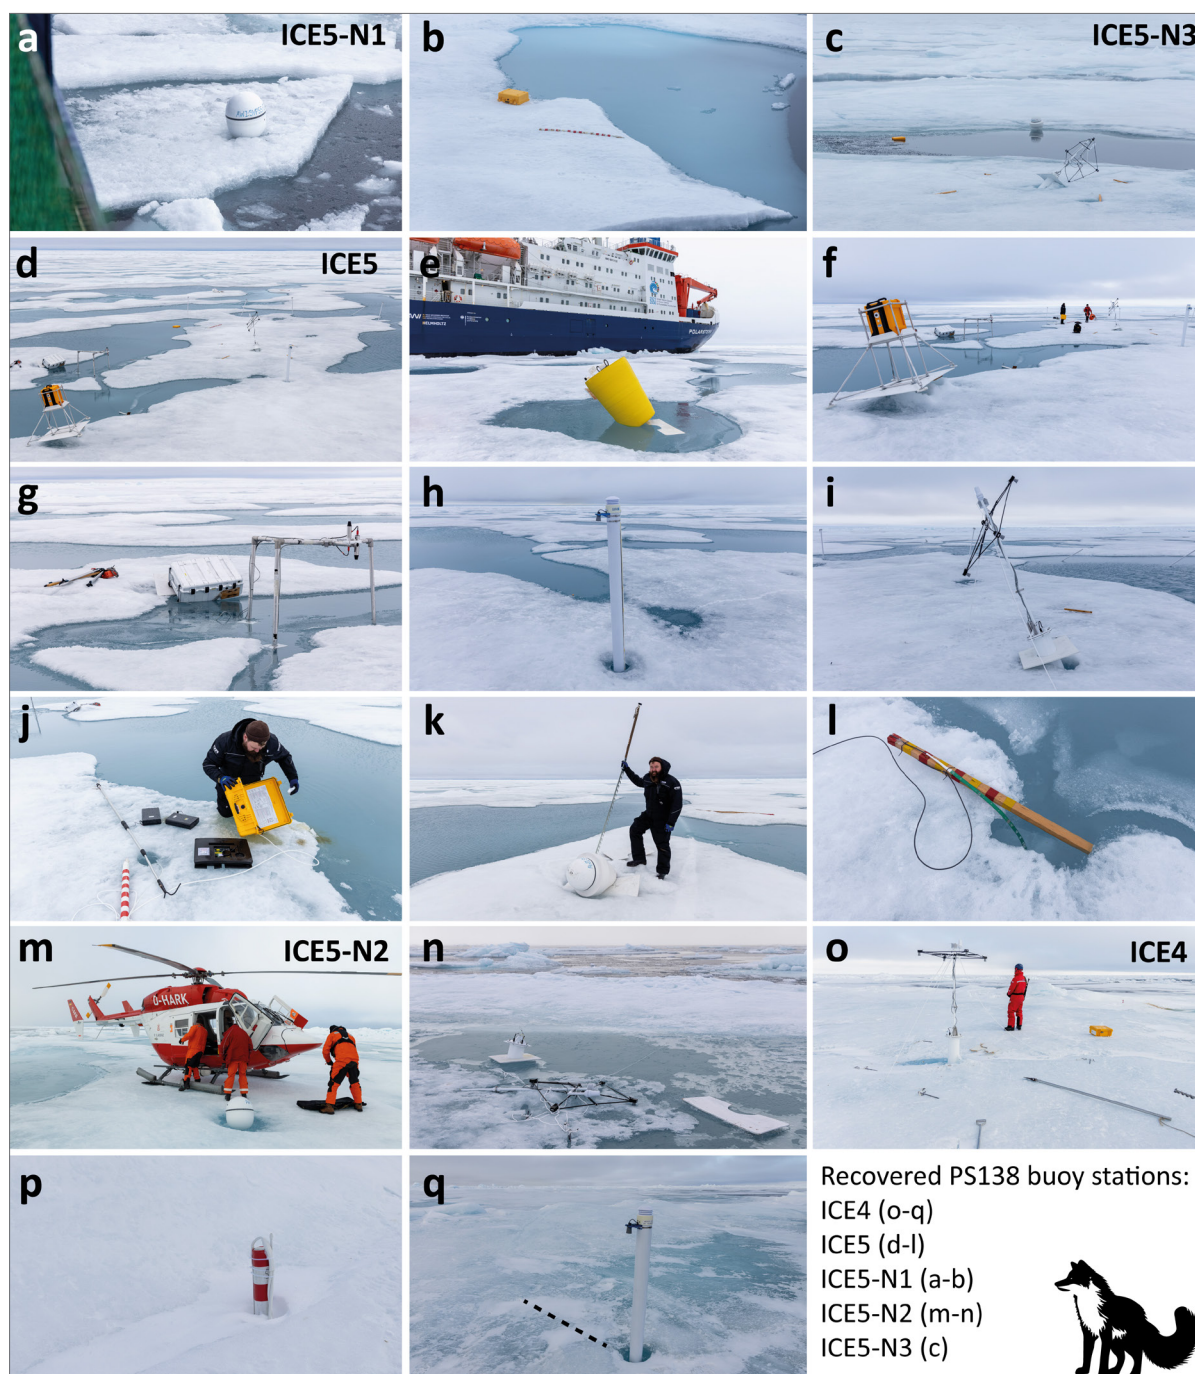 a
ICE5-N1
b
c
ICE5-N3
d
ICE5
e
HELMHOLTZ
POLARSTERN
f
g
h
i
j
k
l
m
ICE5-N2
D-HARK
n
o
ICE4
p
q
Recovered PS138 buoy stations:
ICE4 (o-q)
ICE5 (d-l)
ICE5-N1 (a-b)
ICE5-N2 (m-n)
ICE5-N3 (c)